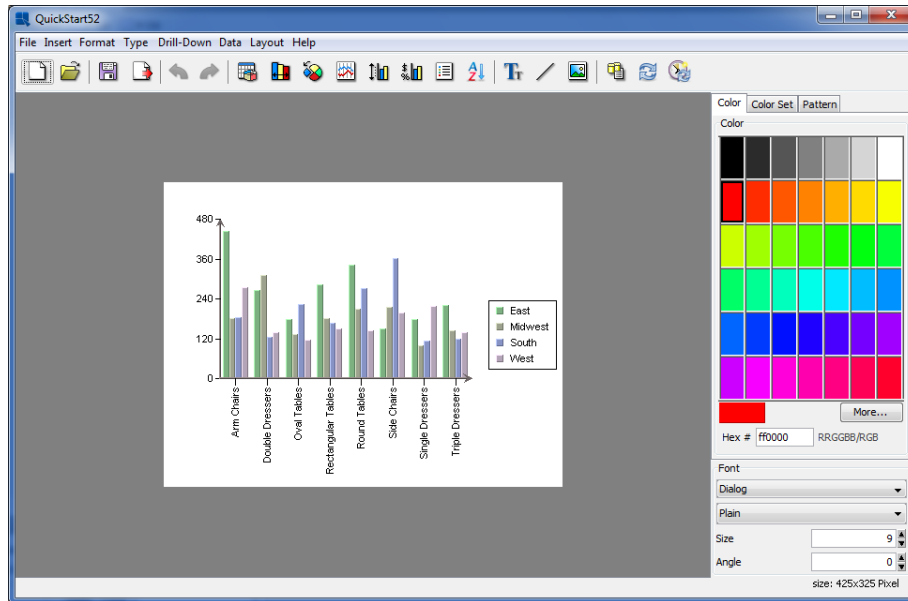 QuickStart52
File Insert Format Type Drill-Down Data Layout Help
Color Color Set Pattern
Color
480
360
240
120
0
East
Midwest
South
West
Arm Chairs
Double Dressers
Oval Tables
Rectangular Tables
Round Tables
Side Chairs
Single Dressers
Triple Dressers
More...
Hex # ff0000 RRGGBB/RGB
Font
Dialog
Plain
Size 9
Angle 0
size: 425x325 Pixel